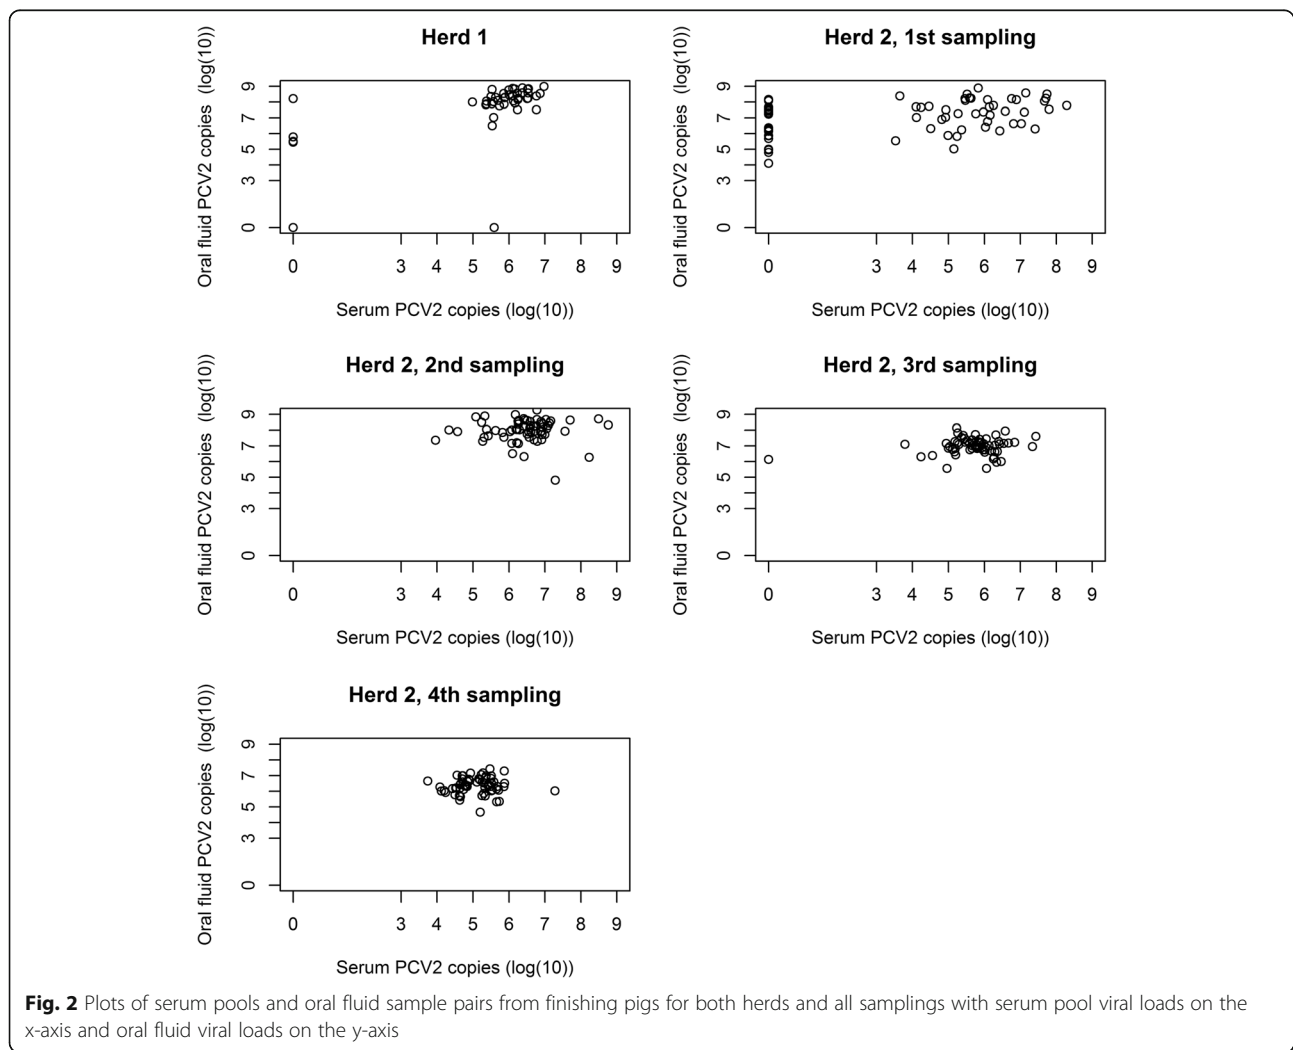 Herd 1
Oral fluid PCV2 copies (log(10))
9
7
5
3
0
0 3 4 5 6 7 8 9
Serum PCV2 copies (log(10))
Herd 2, 1st sampling
Oral fluid PCV2 copies (log(10))
9
7
5
3
0
0 3 4 5 6 7 8 9
Serum PCV2 copies (log(10))
Herd 2, 2nd sampling
Oral fluid PCV2 copies (log(10))
9
7
5
3
0
0 3 4 5 6 7 8 9
Serum PCV2 copies (log(10))
Herd 2, 3rd sampling
Oral fluid PCV2 copies (log(10))
9
7
5
3
0
0 3 4 5 6 7 8 9
Serum PCV2 copies (log(10))
Herd 2, 4th sampling
Oral fluid PCV2 copies (log(10))
9
7
5
3
0
0 3 4 5 6 7 8 9
Serum PCV2 copies (log(10))
Fig. 2 Plots of serum pools and oral fluid sample pairs from finishing pigs for both herds and all samplings with serum pool viral loads on the
x-axis and oral fluid viral loads on the y-axis